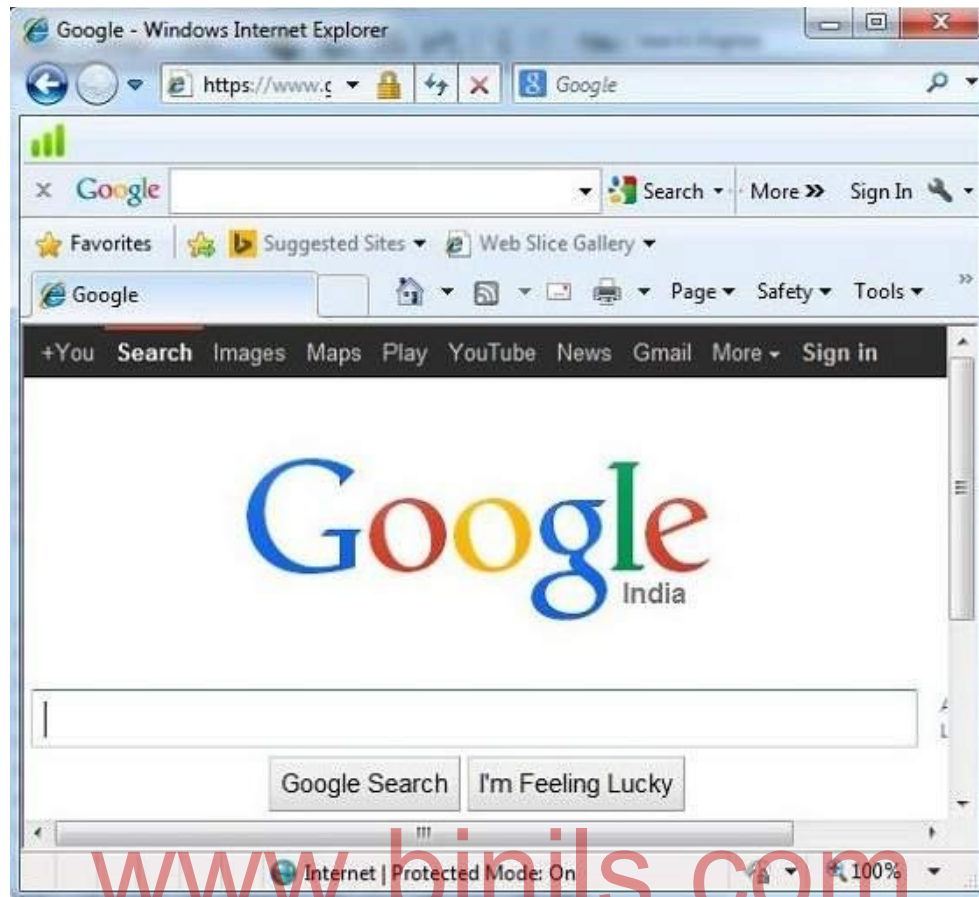 Google - Windows Internet Explorer
https://www.g Google
Google Search More » Sign In
Favorites Suggested Sites Web Slice Gallery
Google Page Safety Tools »
+You Search Images Maps Play YouTube News Gmail More Sign in
Google
India
Google Search I'm Feeling Lucky
Internet | Protected Mode: On 100%
www.binils.com